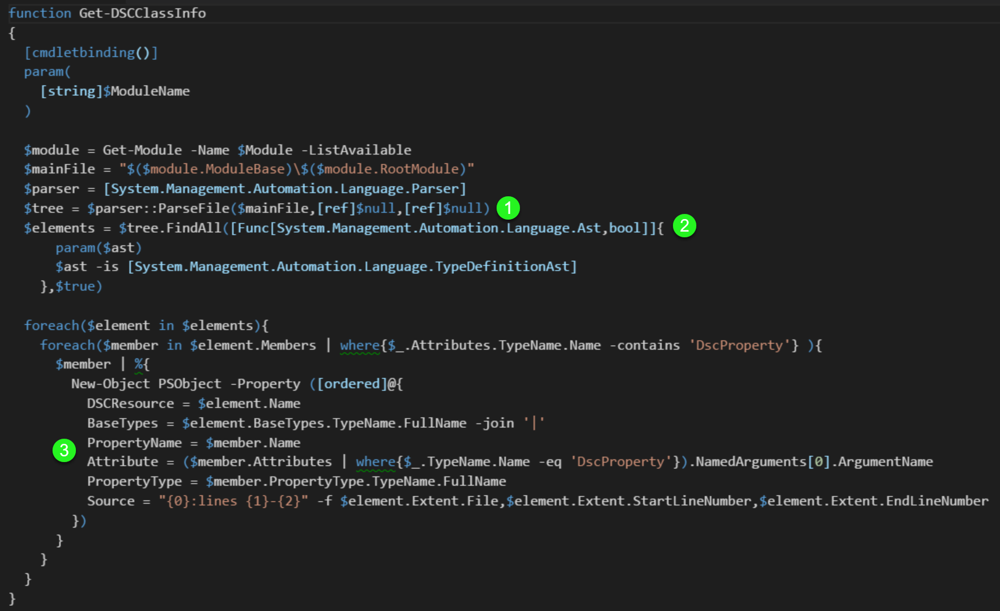 function Get-DSCClassInfo
{
  [cmdletbinding()]
  param(
    [string]$ModuleName
  )

  $module = Get-Module -Name $Module -ListAvailable
  $mainFile = "$($module.ModuleBase)\$($module.RootModule)"
  $parser = [System.Management.Automation.Language.Parser]
  $tree = $parser::ParseFile($mainFile,[ref]$null,[ref]$null) 1
  $elements = $tree.FindAll([Func[System.Management.Automation.Language.Ast,bool]]{ 2
      param($ast)
      $ast -is [System.Management.Automation.Language.TypeDefinitionAst]
    },$true)

  foreach($element in $elements){
    foreach($member in $element.Members | where{$_.Attributes.TypeName.Name -contains 'DscProperty'} ){
      $member | %{
        New-Object PSObject -Property ([ordered]@{
          DSCResource = $element.Name
          BaseTypes = $element.BaseTypes.TypeName.FullName -join '|'
          PropertyName = $member.Name
      3
          Attribute = ($member.Attributes | where{$_.TypeName.Name -eq 'DscProperty'}).NamedArguments[0].ArgumentName
          PropertyType = $member.PropertyType.TypeName.FullName
          Source = "{0}:lines {1}-{2}" -f $element.Extent.File,$element.Extent.StartLineNumber,$element.Extent.EndLineNumber
        })
      }
    }
  }
}